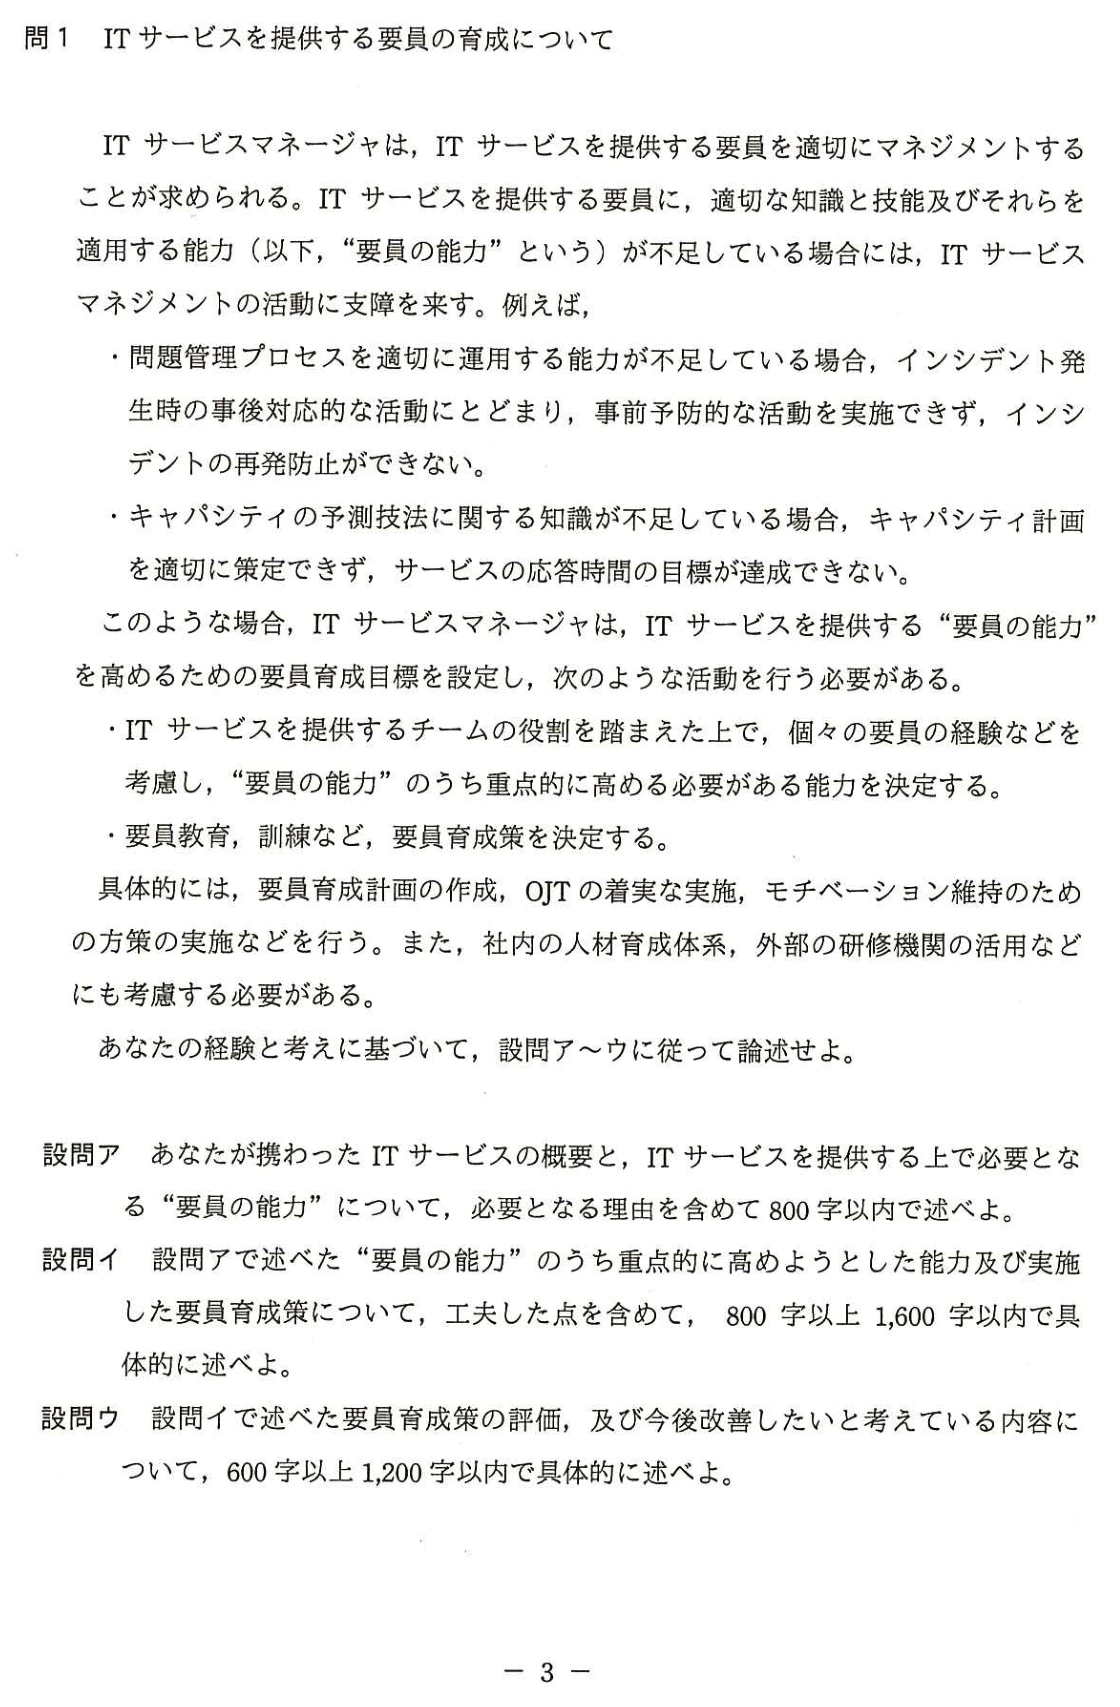 問1　ITサービスを提供する要員の育成について
IT サービスマネージャは，IT サービスを提供する要員を適切にマネジメントする
ことが求められる。IT サービスを提供する要員に，適切な知識と技能及びそれらを
適用する能力（以下，“要員の能力” という）が不足している場合には，IT サービス
マネジメントの活動に支障を来す。例えば，
・問題管理プロセスを適切に運用する能力が不足している場合，インシデント発
生時の事後対応的な活動にとどまり，事前予防的な活動を実施できず，インシ
デントの再発防止ができない。
・キャパシティの予測技法に関する知識が不足している場合，キャパシティ計画
を適切に策定できず，サービスの応答時間の目標が達成できない。
このような場合，IT サービスマネージャは，IT サービスを提供する “要員の能力”
を高めるための要員育成目標を設定し，次のような活動を行う必要がある。
・IT サービスを提供するチームの役割を踏まえた上で，個々の要員の経験などを
考慮し，“要員の能力” のうち重点的に高める必要がある能力を決定する。
・要員教育，訓練など，要員育成策を決定する。
具体的には，要員育成計画の作成，OJT の着実な実施，モチベーション維持のため
の方策の実施などを行う。また，社内の人材育成体系，外部の研修機関の活用など
にも考慮する必要がある。
あなたの経験と考えに基づいて，設問ア～ウに従って論述せよ。
設問ア　あなたが携わった IT サービスの概要と，IT サービスを提供する上で必要とな
る “要員の能力” について，必要となる理由を含めて 800 字以内で述べよ。
設問イ　設問アで述べた “要員の能力” のうち重点的に高めようとした能力及び実施
した要員育成策について，工夫した点を含めて， 800 字以上 1,600 字以内で具
体的に述べよ。
設問ウ　設問イで述べた要員育成策の評価，及び今後改善したいと考えている内容に
ついて，600 字以上 1,200 字以内で具体的に述べよ。
－ 3 －